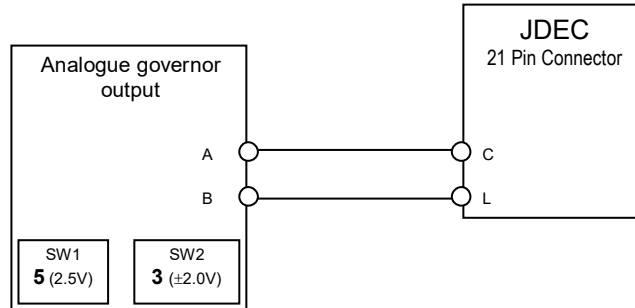 JDEC
21 Pin Connector
Analogue governor
output
A
C
B
L
SW1
5 (2.5V)
SW2
3 (±2.0V)